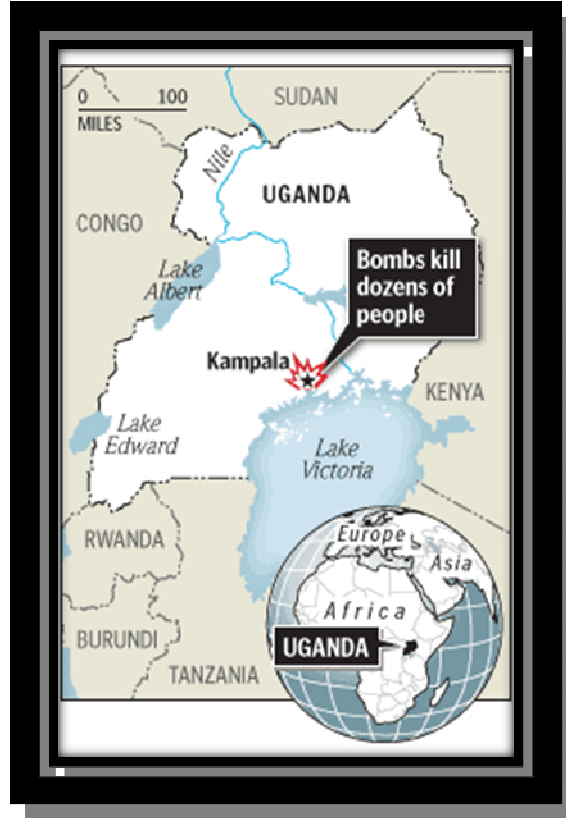 0 100
MILES
SUDAN
Nile
UGANDA
CONGO
Bombs kill
dozens of
people
Lake
Albert
Kampala
KENYA
Lake
Edward
Lake
Victoria
RWANDA
Europe
Asia
Africa
UGANDA
BURUNDI
TANZANIA